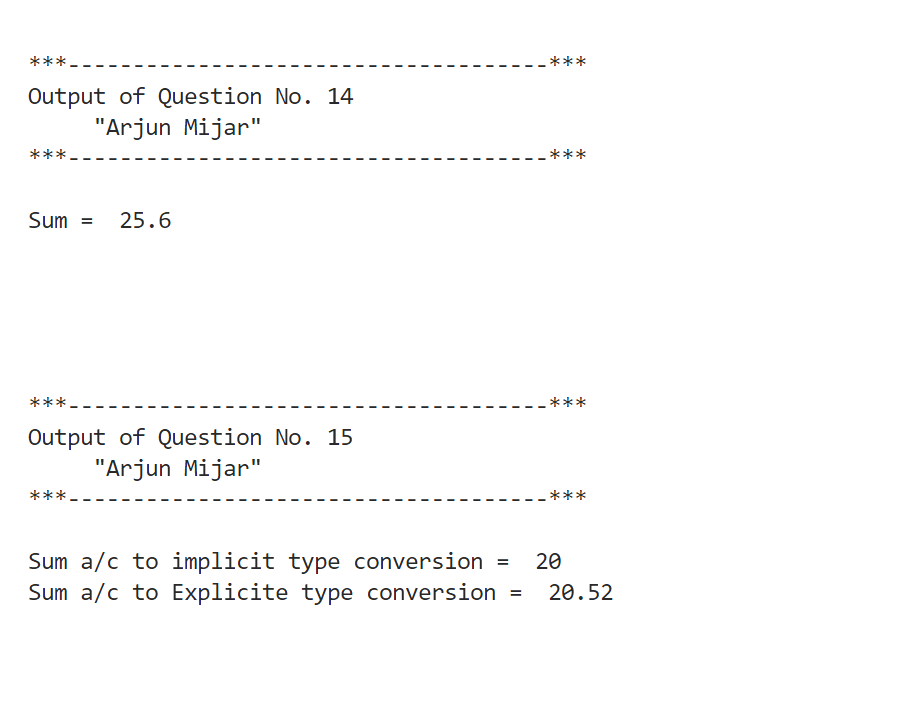 ***-------------------------------------***
Output of Question No. 14
     "Arjun Mijar"
***-------------------------------------***
Sum =  25.6
***-------------------------------------***
Output of Question No. 15
     "Arjun Mijar"
***-------------------------------------***
Sum a/c to implicit type conversion =  20
Sum a/c to Explicite type conversion =  20.52